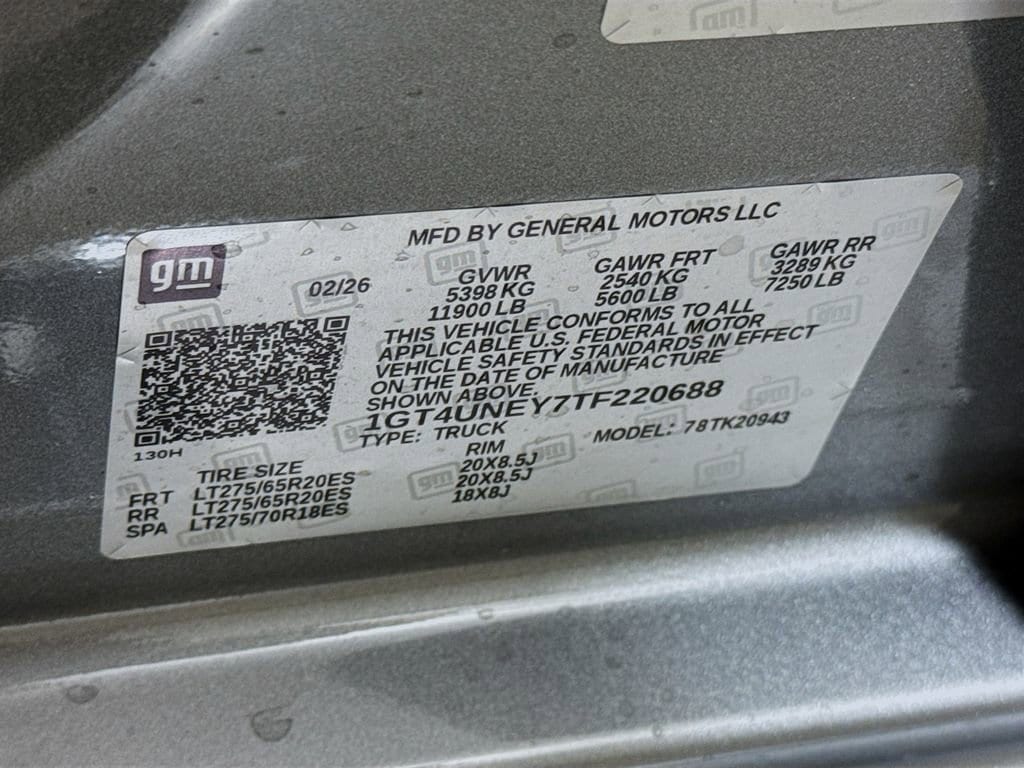 gm
MFD BY GENERAL MOTORS LLC
02/26
GVWR GAWR FRT GAWR RR
5398 KG 2540 KG 3289 KG
11900 LB 5600 LB 7250 LB
THIS VEHICLE CONFORMS TO ALL
APPLICABLE U.S. FEDERAL MOTOR
VEHICLE SAFETY STANDARDS IN EFFECT
ON THE DATE OF MANUFACTURE
SHOWN ABOVE.
1GT4UNEY7TF220688
TYPE: TRUCK MODEL: 78TK20943
130H
TIRE SIZE RIM
FRT LT275/65R20ES 20X8.5J
RR LT275/65R20ES 20X8.5J
SPA LT275/70R18ES 18X8J